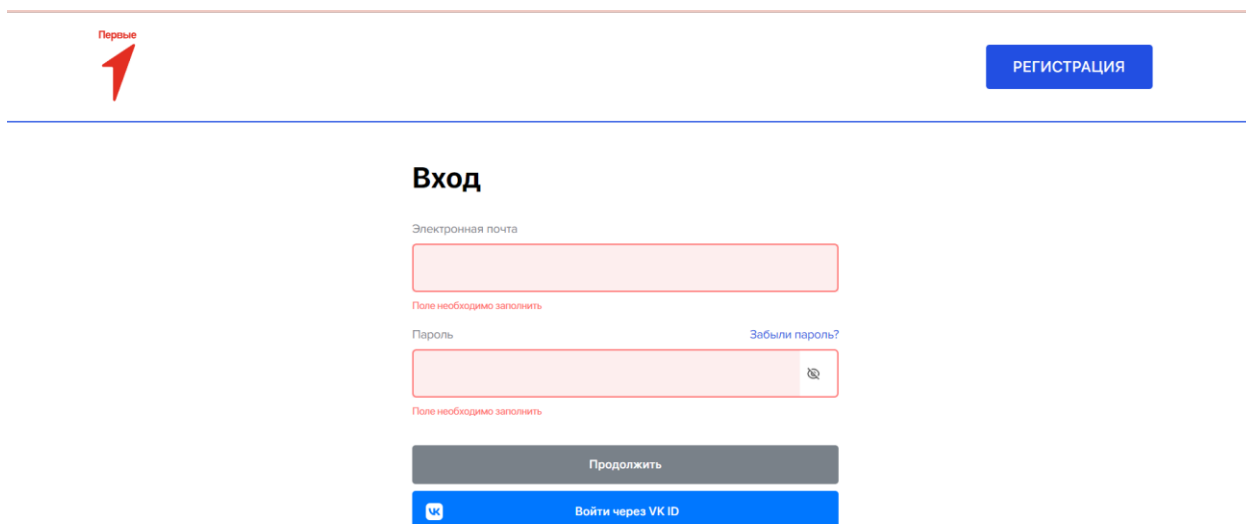 Первые
РЕГИСТРАЦИЯ
Вход
Электронная почта
Поле необходимо заполнить
Пароль Забыли пароль?
Поле необходимо заполнить
Продолжить
Войти через VK ID